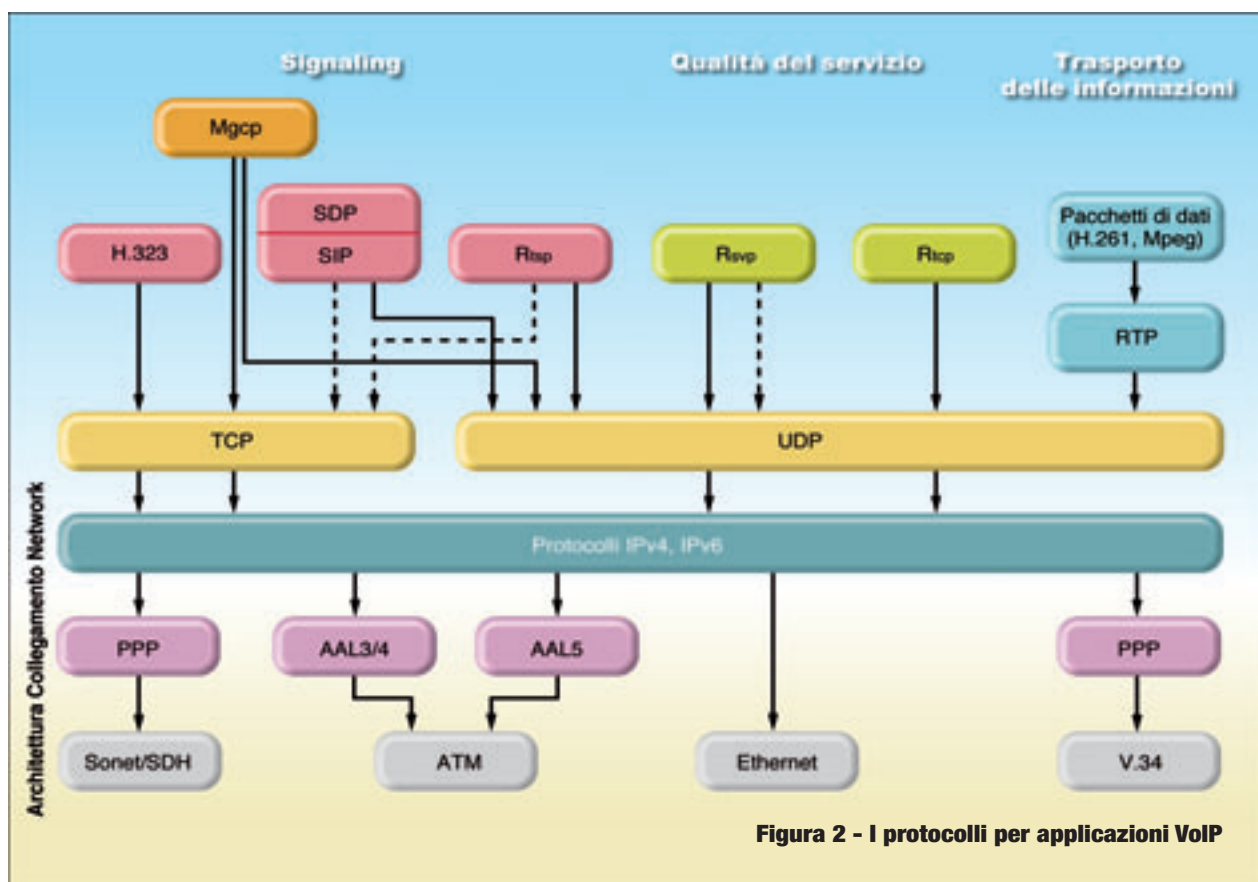 Signaling
Qualità del servizio
Trasporto
delle informazioni
Mgcp
SDP
SIP
H.323
Rtsp
Rsvp
Rtcp
Pacchetti di dati
(H.261, Mpeg)
RTP
TCP
UDP
Architettura Collegamento Network
Protocolli IPv4, IPv6
PPP
AAL3/4
AAL5
PPP
Sonet/SDH
ATM
Ethernet
V.34
Figura 2 - I protocolli per applicazioni VoIP